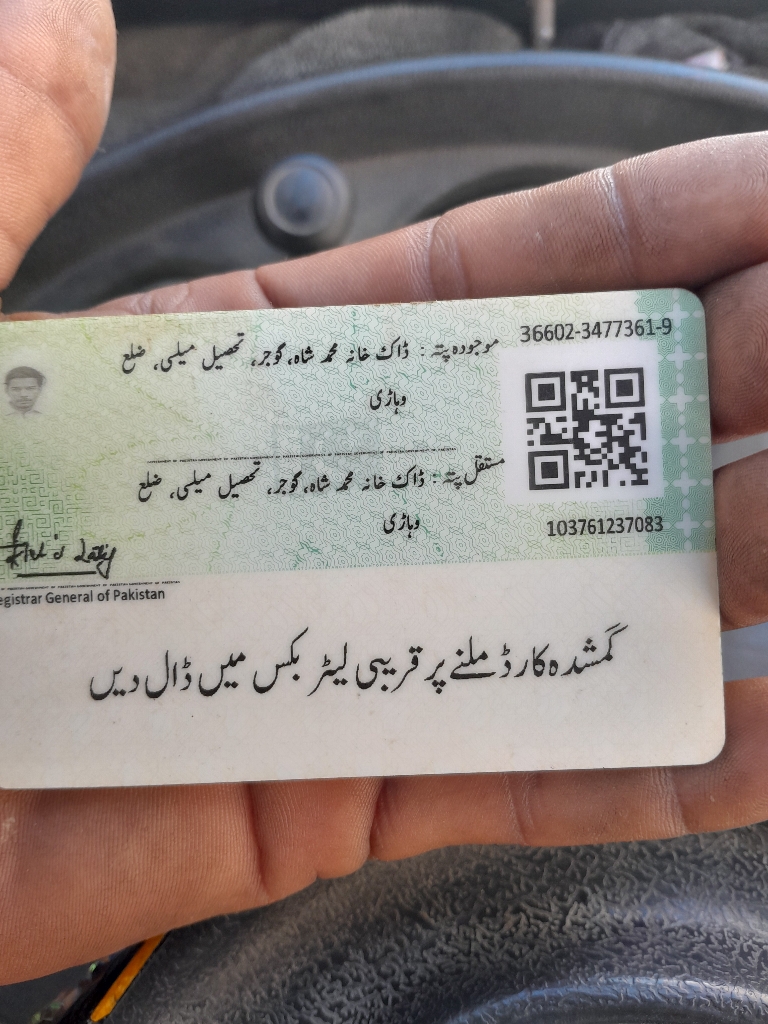 36602-3477361-9
موجودہ پتہ : ڈاک خانہ محمد شاہ، گوجر، تحصیل میلسی، ضلع
وہاڑی
مستقل پتہ : ڈاک خانہ محمد شاہ، گوجر، تحصیل میلسی، ضلع
وہاڑی
103761237083
egistrar General of Pakistan
گمشدہ کارڈ ملنے پر قریبی لیٹر بکس میں ڈال دیں